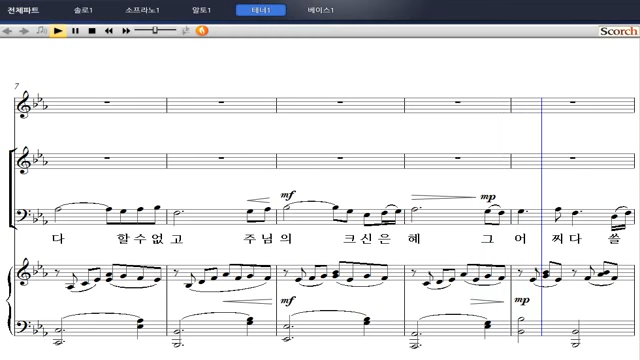 전체파트 솔로1 소프라노1 알토1 테너1 베이스1
Scorch
7
mf mp
다 할수없고 주님의 크신은혜 그어찌다쓸
mf mp